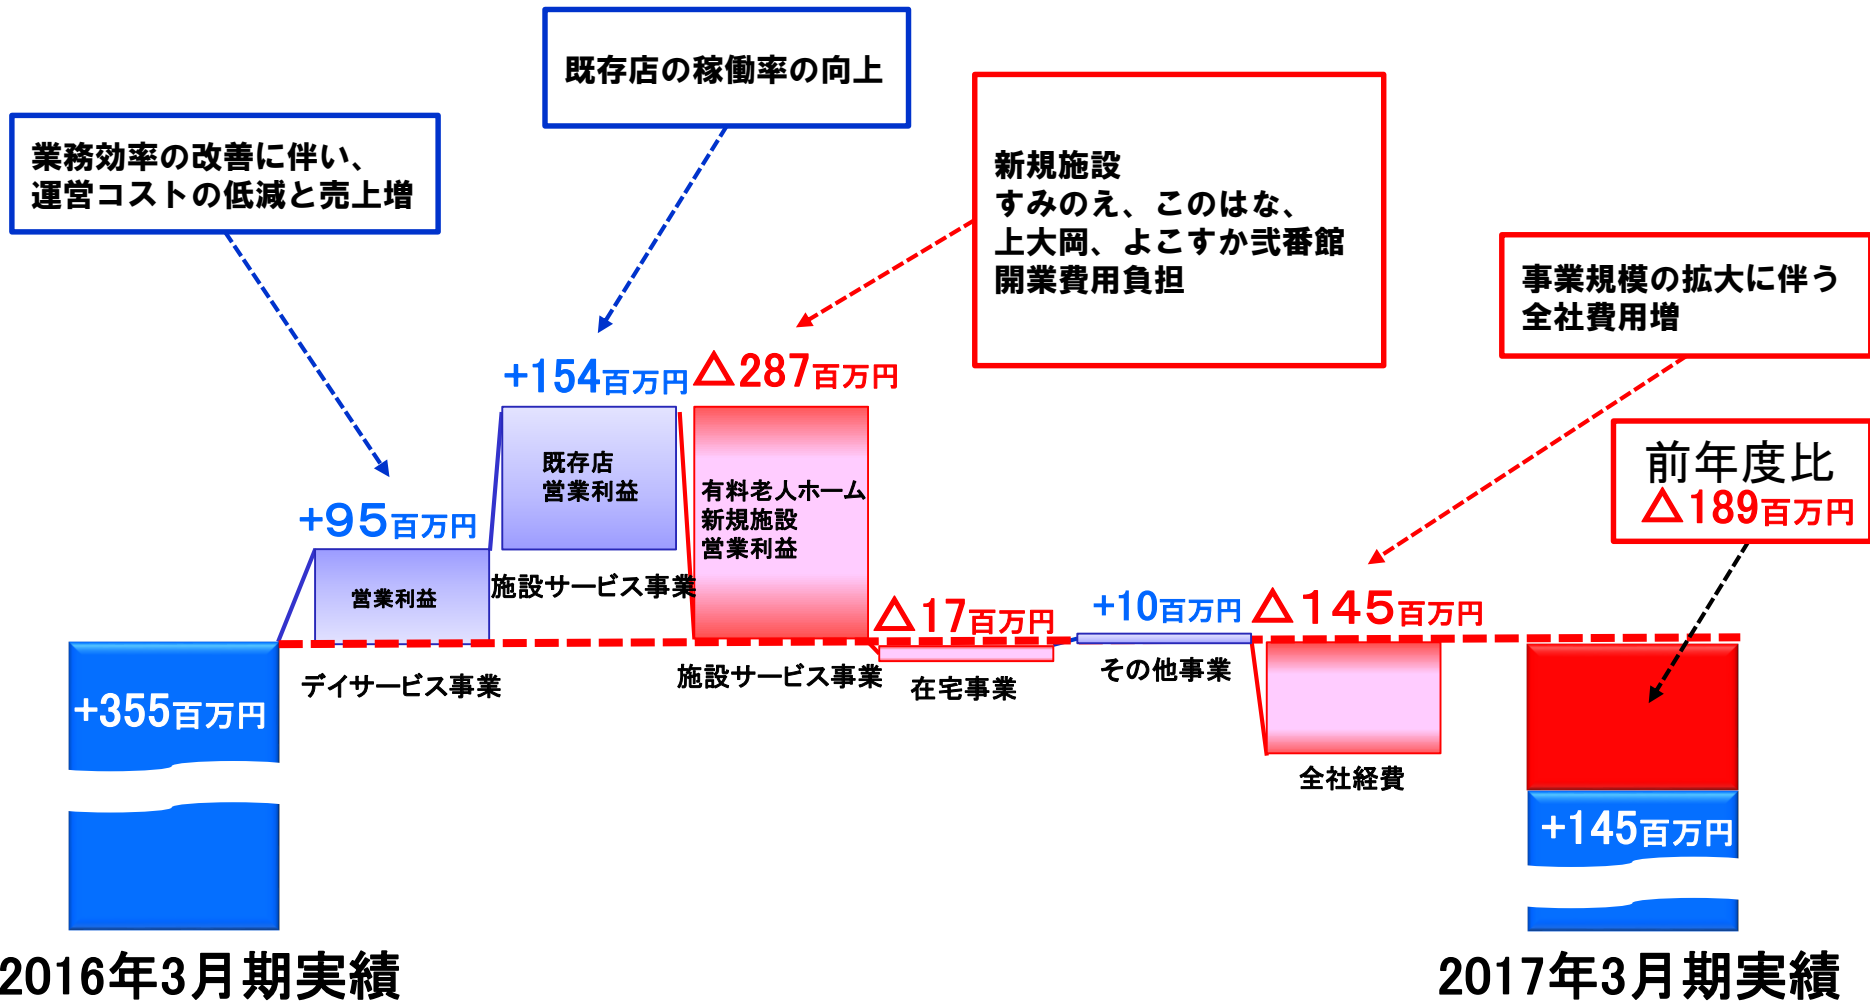 既存店の稼働率の向上
業務効率の改善に伴い、
運営コストの低減と売上増
新規施設
すみのえ、このはな、
上大岡、よこすか弐番館
開業費用負担
事業規模の拡大に伴う
全社費用増
+154百万円
△287百万円
前年度比
△189百万円
+95百万円
既存店
営業利益
有料老人ホーム
新規施設
営業利益
営業利益
施設サービス事業
△17百万円
+10百万円
△145百万円
+355百万円
デイサービス事業
施設サービス事業
在宅事業
その他事業
全社経費
+145百万円
2016年3月期実績
2017年3月期実績